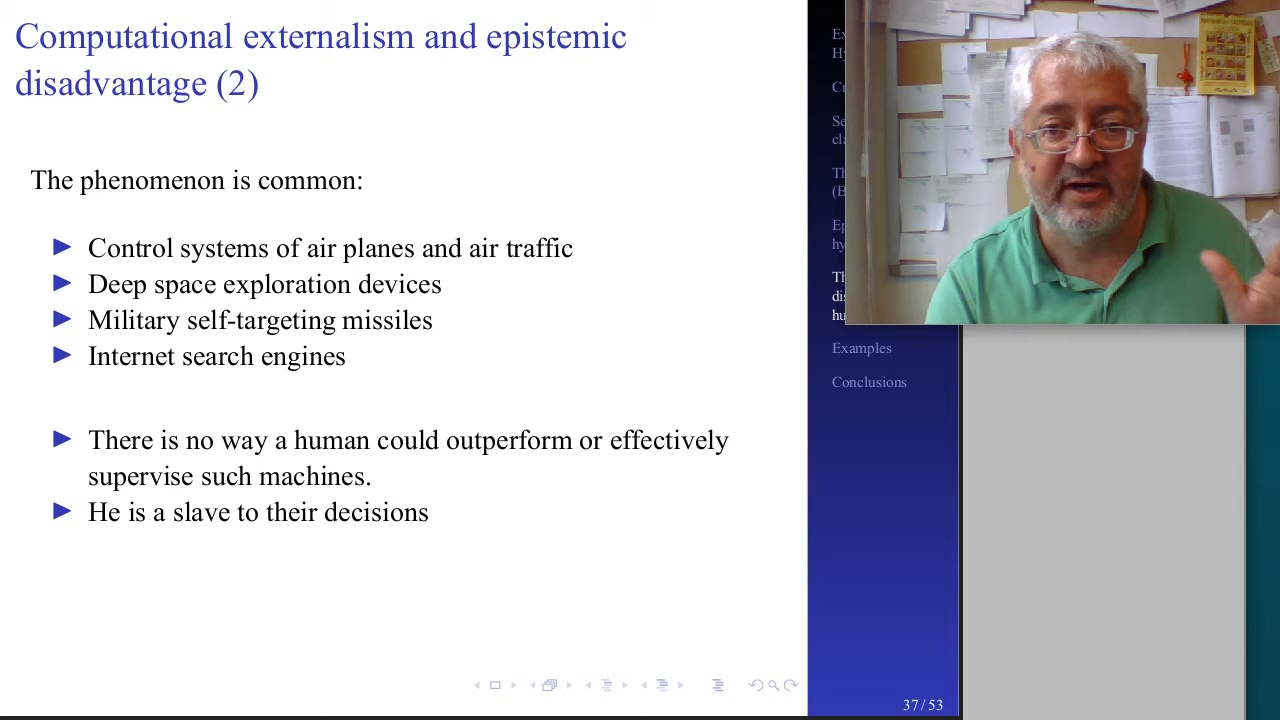 Computational externalism and epistemic
disadvantage (2)
The phenomenon is common:
Control systems of air planes and air traffic
Deep space exploration devices
Military self-targeting missiles
Internet search engines
There is no way a human could outperform or effectively
supervise such machines.
He is a slave to their decisions
Examples
Conclusions
37/53